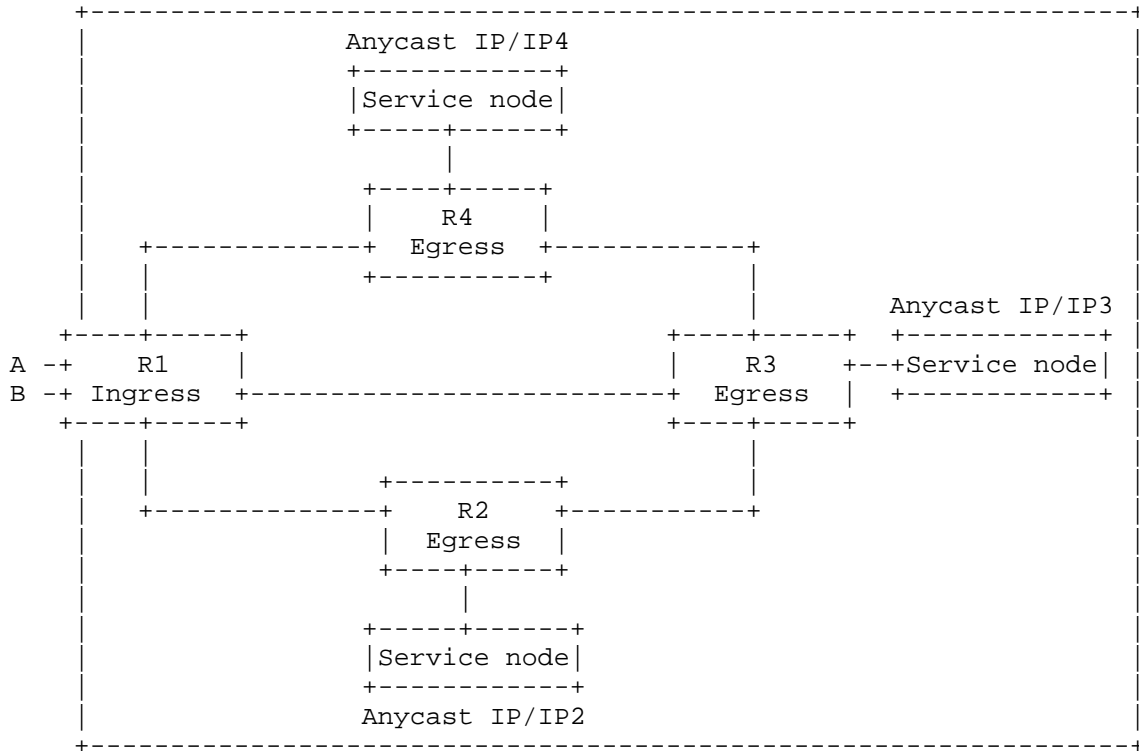 Anycast IP/IP4
Service node
R4
Egress
Anycast IP/IP3
A R1 R3 Service node
B Ingress Egress
R2
Egress
Service node
Anycast IP/IP2